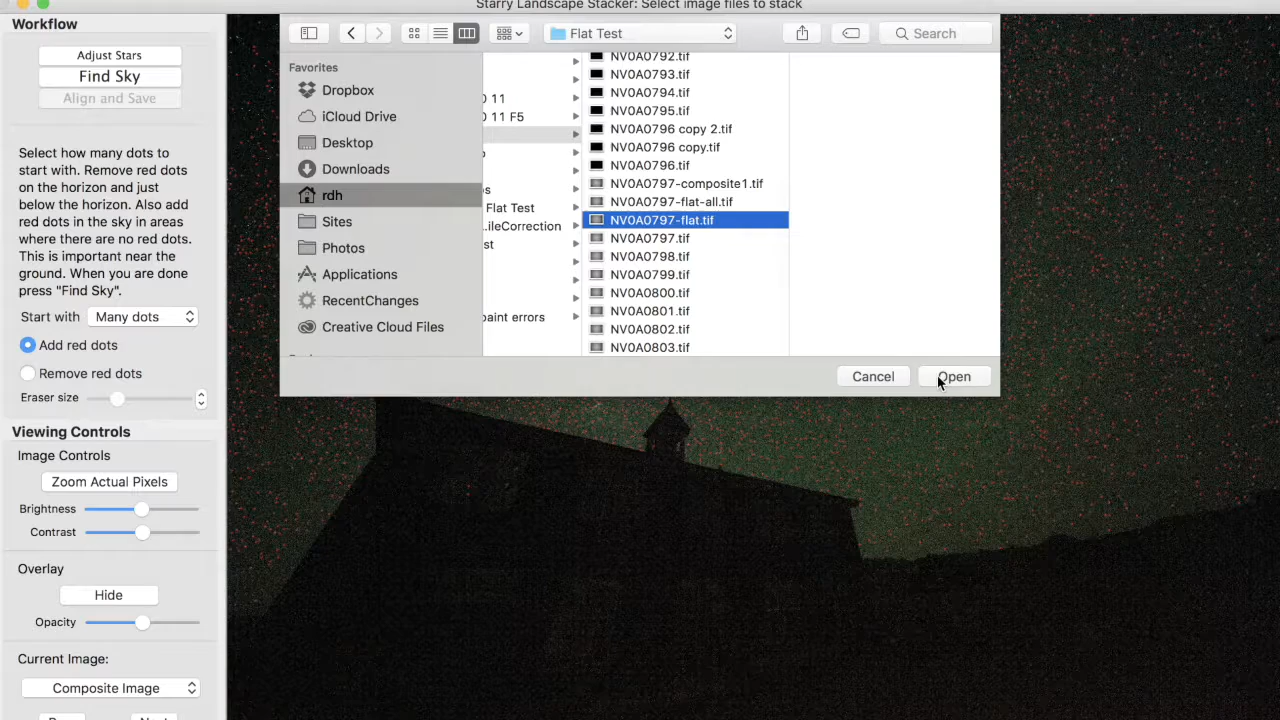 Starry Landscape Stacker: Select image files to stack
Workflow
Adjust Stars
Find Sky
Align and Save
Select how many dots to
start with. Remove red dots
on the horizon and just
below the horizon. Also add
red dots in the sky in areas
where there are no red dots.
This is important near the
ground. When you are done
press "Find Sky".
Start with Many dots
Add red dots
Remove red dots
Eraser size
Viewing Controls
Image Controls
Zoom Actual Pixels
Brightness
Contrast
Overlay
Hide
Opacity
Current Image:
Composite Image
Flat Test
Search
Favorites
Dropbox
iCloud Drive
Desktop
Downloads
rdh
Sites
Photos
Applications
RecentChanges
Creative Cloud Files
11
11 F5
Flat Test
ileCorrection
paint errors
NV0A0792.tif
NV0A0793.tif
NV0A0794.tif
NV0A0795.tif
NV0A0796 copy 2.tif
NV0A0796 copy.tif
NV0A0796.tif
NV0A0797-composite1.tif
NV0A0797-flat-all.tif
NV0A0797-flat.tif
NV0A0797.tif
NV0A0798.tif
NV0A0799.tif
NV0A0800.tif
NV0A0801.tif
NV0A0802.tif
NV0A0803.tif
Cancel
Open